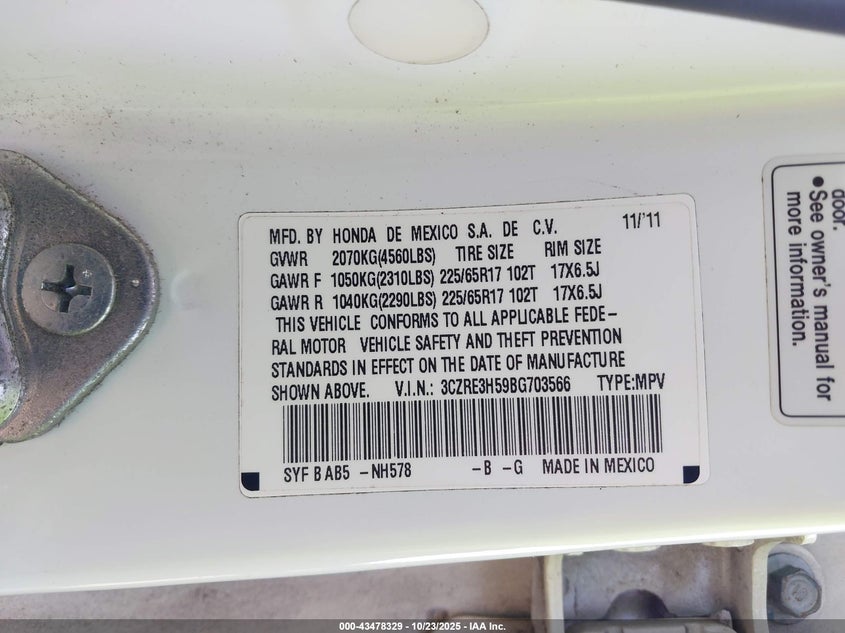 MFD. BY HONDA DE MEXICO S.A. DE C.V. 11/'11
GVWR 2070KG(4560LBS) TIRE SIZE RIM SIZE
GAWR F 1050KG(2310LBS) 225/65R17 102T 17X6.5J
GAWR R 1040KG(2290LBS) 225/65R17 102T 17X6.5J
THIS VEHICLE CONFORMS TO ALL APPLICABLE FEDE-
RAL MOTOR VEHICLE SAFETY AND THEFT PREVENTION
STANDARDS IN EFFECT ON THE DATE OF MANUFACTURE
SHOWN ABOVE. V.I.N.: 3CZRE3H59BG703566 TYPE:MPV
SYF B AB5 -NH578 -B -G MADE IN MEXICO
door.
•See owner's manual for
more information.
000-43478329 - 10/23/2025 - IAA Inc.